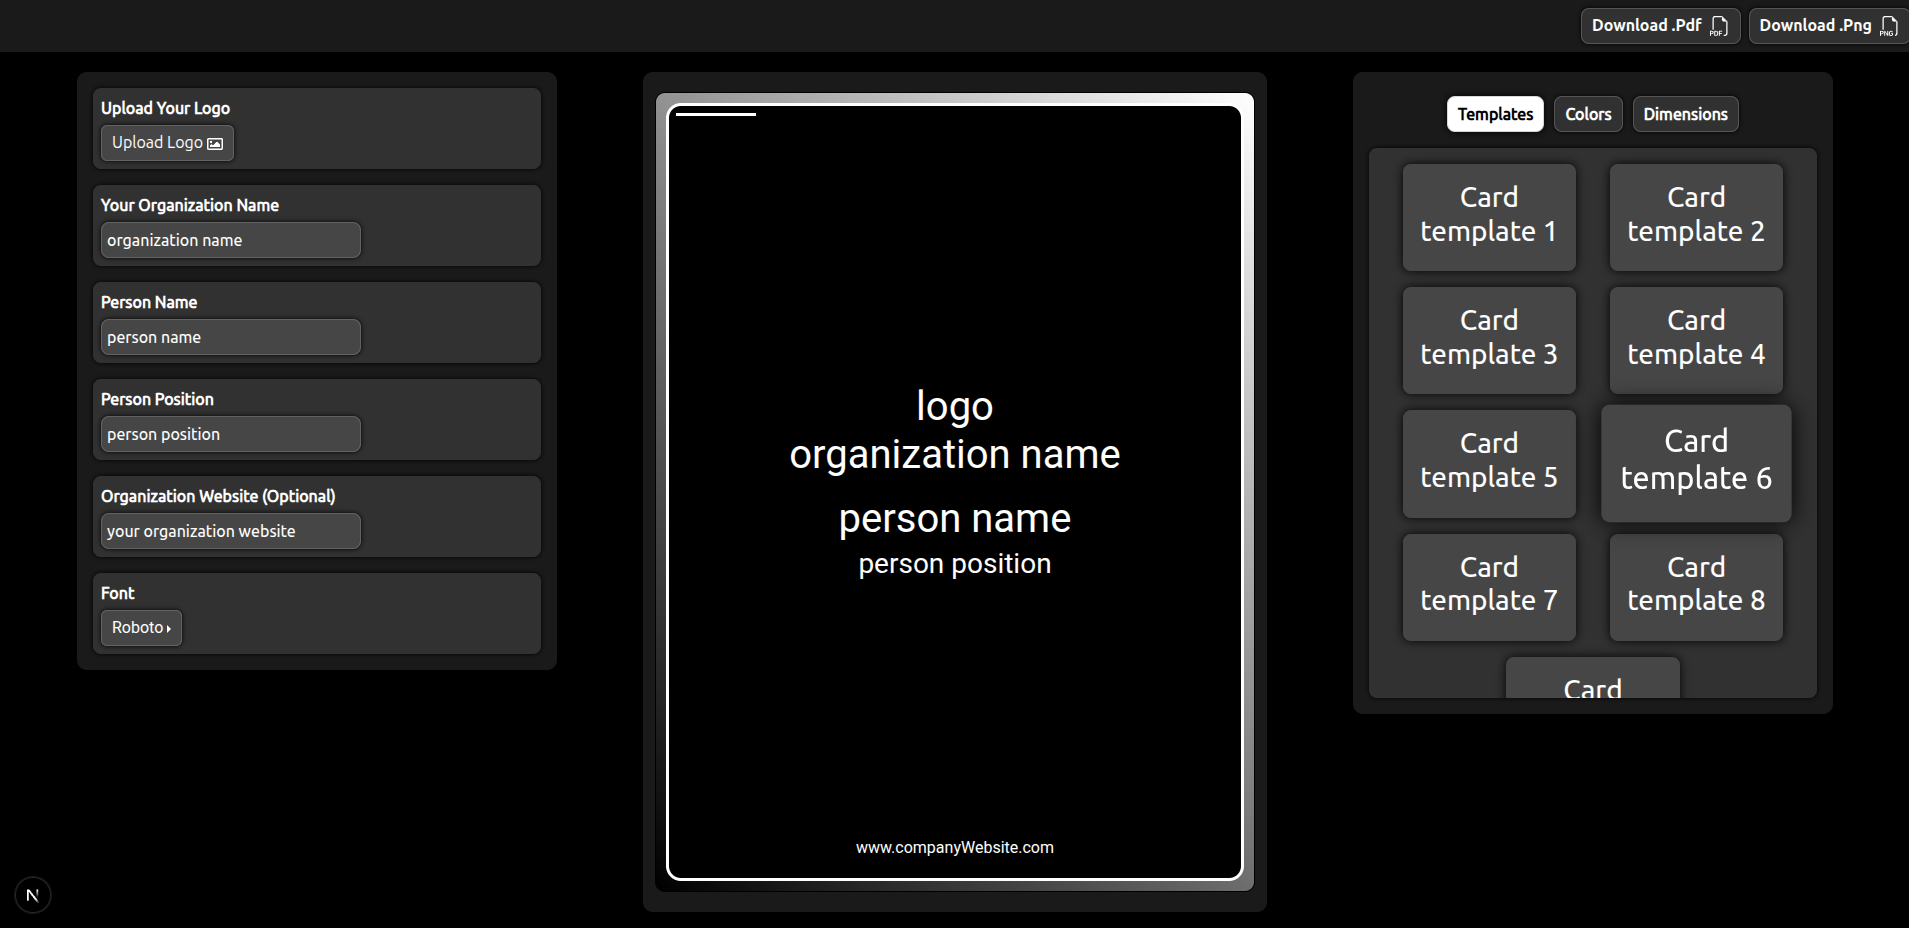 Download .Pdf
PDF
Download .Png
PNG
Upload Your Logo
Upload Logo
Your Organization Name
organization name
Person Name
person name
Person Position
person position
Organization Website (Optional)
your organization website
Font
Roboto
logo
organization name
person name
person position
www.companyWebsite.com
Templates
Colors
Dimensions
Card
template 1
Card
template 2
Card
template 3
Card
template 4
Card
template 5
Card
template 6
Card
template 7
Card
template 8
Card
N